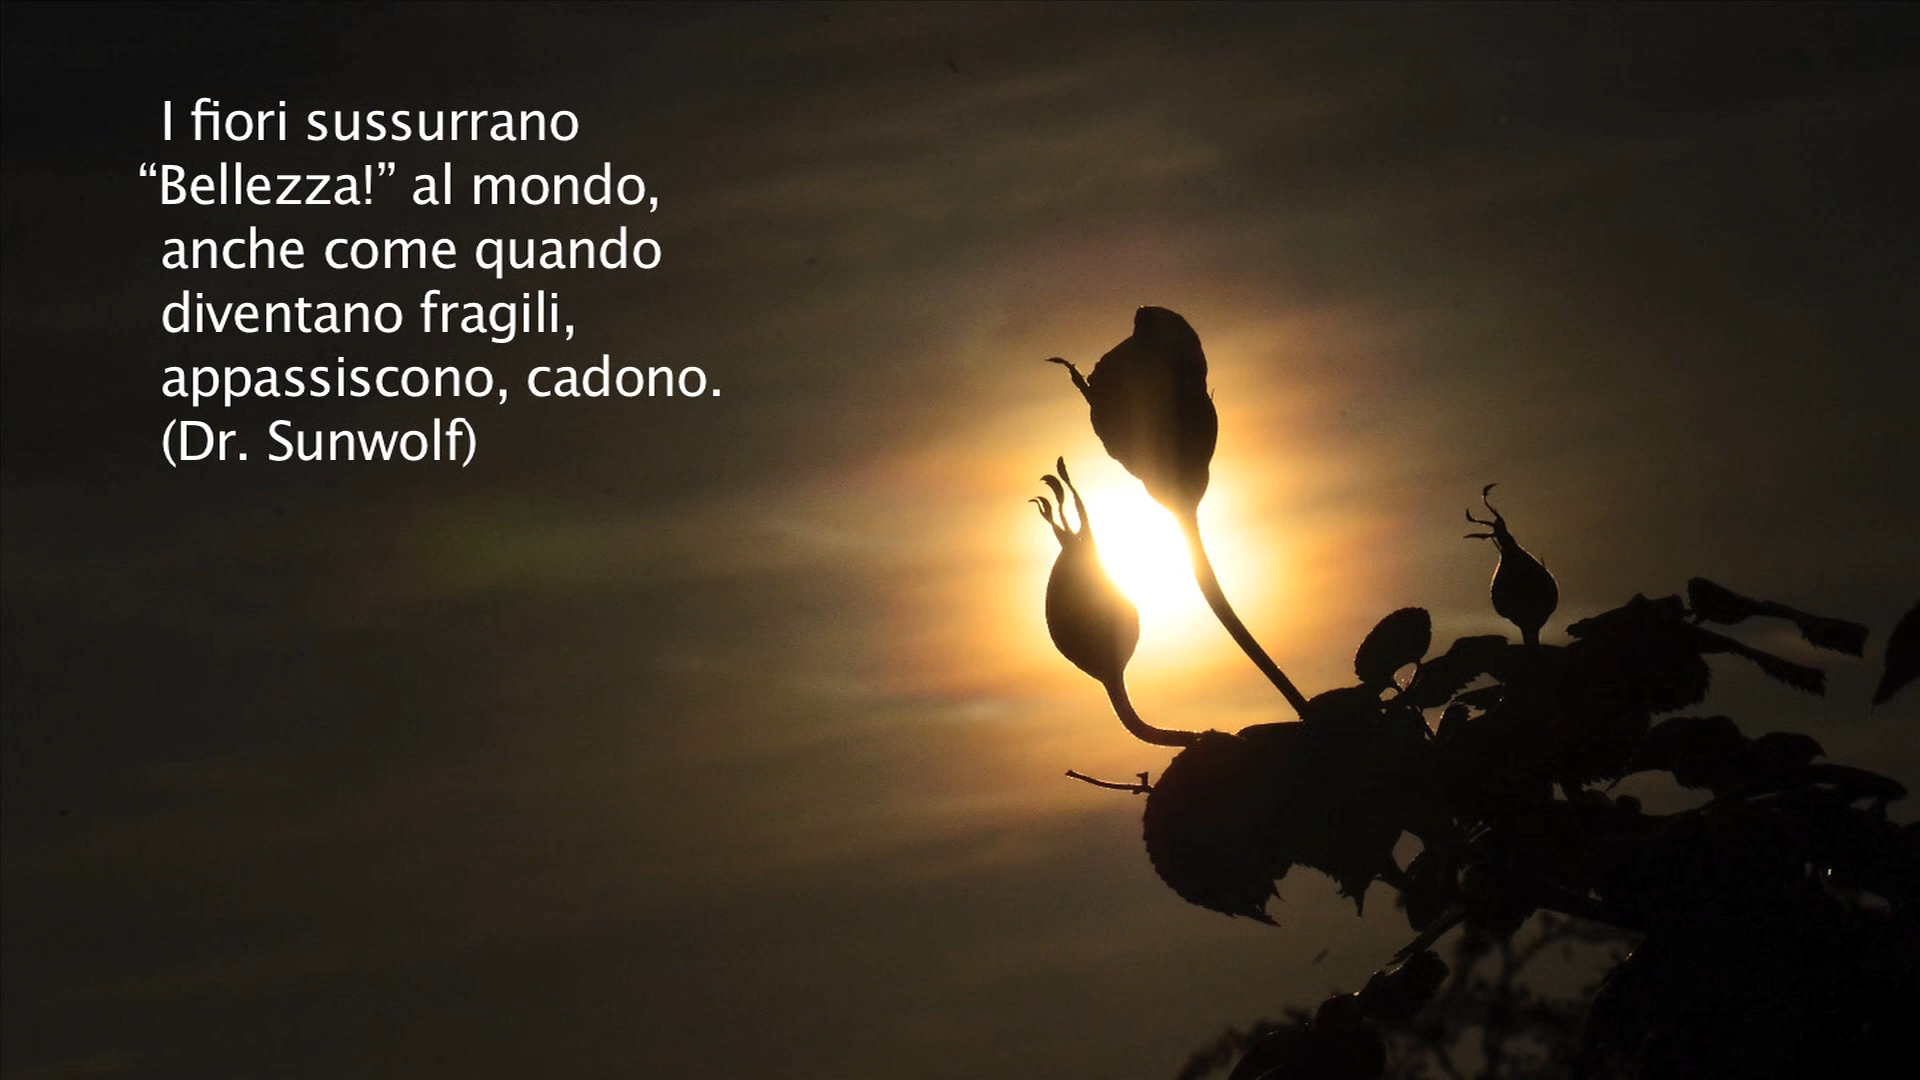 I fiori sussurrano
“Bellezza!” al mondo,
anche come quando
diventano fragili,
appassiscono, cadono.
(Dr. Sunwolf)